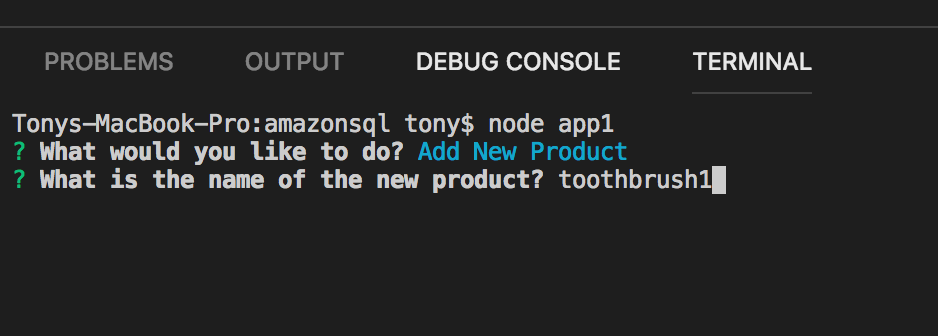 PROBLEMS OUTPUT DEBUG CONSOLE TERMINAL
Tonys-MacBook-Pro:amazonsql tony$ node app1
? What would you like to do? Add New Product
? What is the name of the new product? toothbrush1